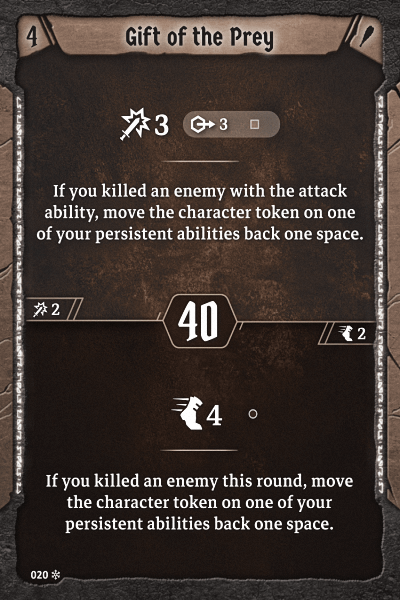 4 Gift of the Prey
3 3
If you killed an enemy with the attack
ability, move the character token on one
of your persistent abilities back one space.
2
40
2
4
If you killed an enemy this round, move
the character token on one of your
persistent abilities back one space.
020